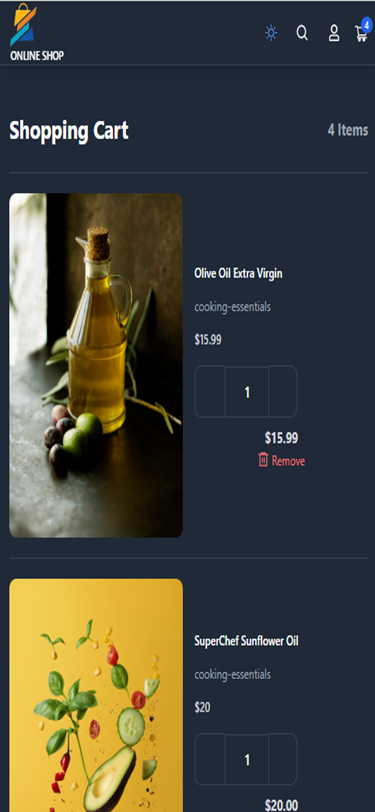 4
ONLINE SHOP
Shopping Cart
4 Items
Olive Oil Extra Virgin
cooking-essentials
$15.99
1
$15.99
Remove
SuperChef Sunflower Oil
cooking-essentials
$20
1
$20.00